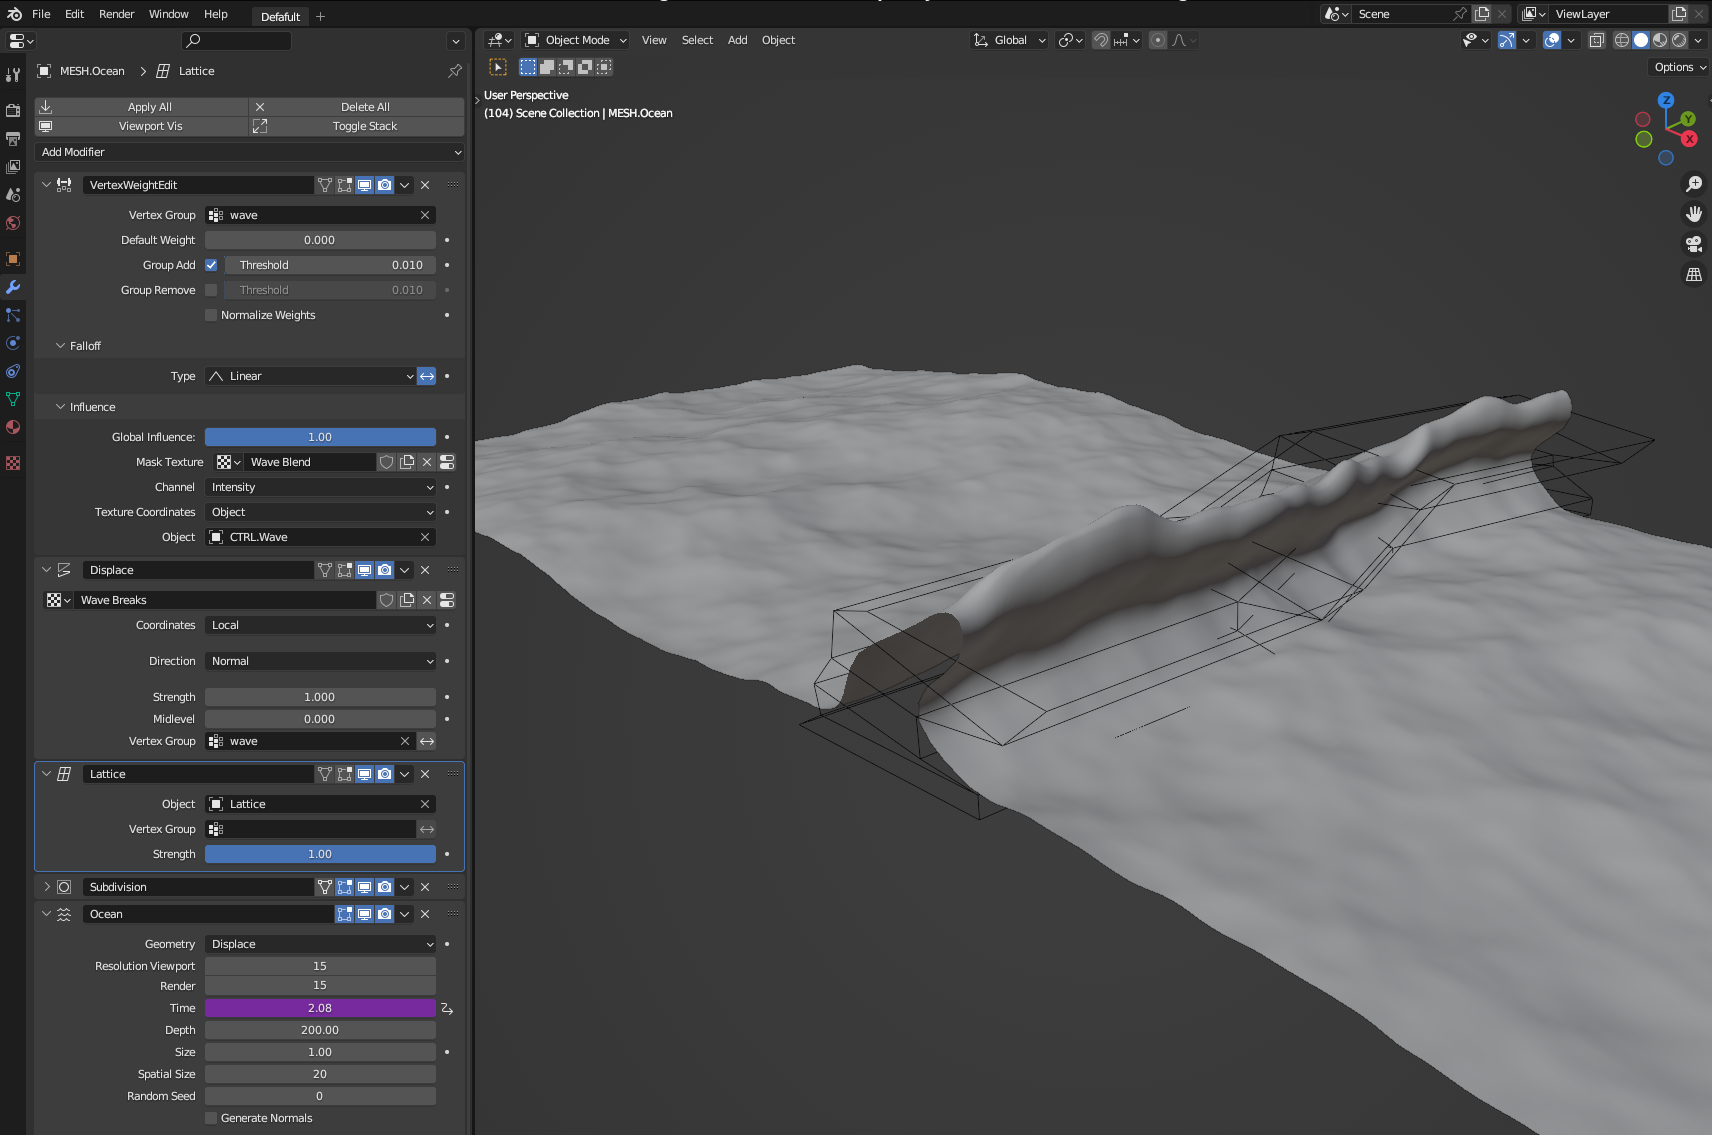 File Edit Render Window Help Defafult + Scene ViewLayer
Object Mode View Select Add Object Global
Options
MESH.Ocean > Lattice
User Perspective
(104) Scene Collection | MESH.Ocean
Z
Y
X
Apply All Delete All
Viewport Vis Toggle Stack
Add Modifier
VertexWeightEdit
Vertex Group wave
Default Weight 0.000
Group Add Threshold 0.010
Group Remove Threshold 0.010
Normalize Weights
Falloff
Type Linear
Influence
Global Influence: 1.00
Mask Texture Wave Blend
Channel Intensity
Texture Coordinates Object
Object CTRL.Wave
Displace
Wave Breaks
Coordinates Local
Direction Normal
Strength 1.000
Midlevel 0.000
Vertex Group wave
Lattice
Object Lattice
Vertex Group
Strength 1.00
Subdivision
Ocean
Geometry Displace
Resolution Viewport 15
Render 15
Time 2.08
Depth 200.00
Size 1.00
Spatial Size 20
Random Seed 0
Generate Normals